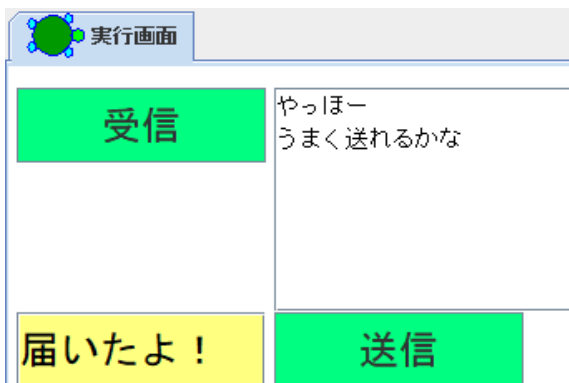 実行画面
受信
やっほー
うまく送れるかな
届いたよ！
送信